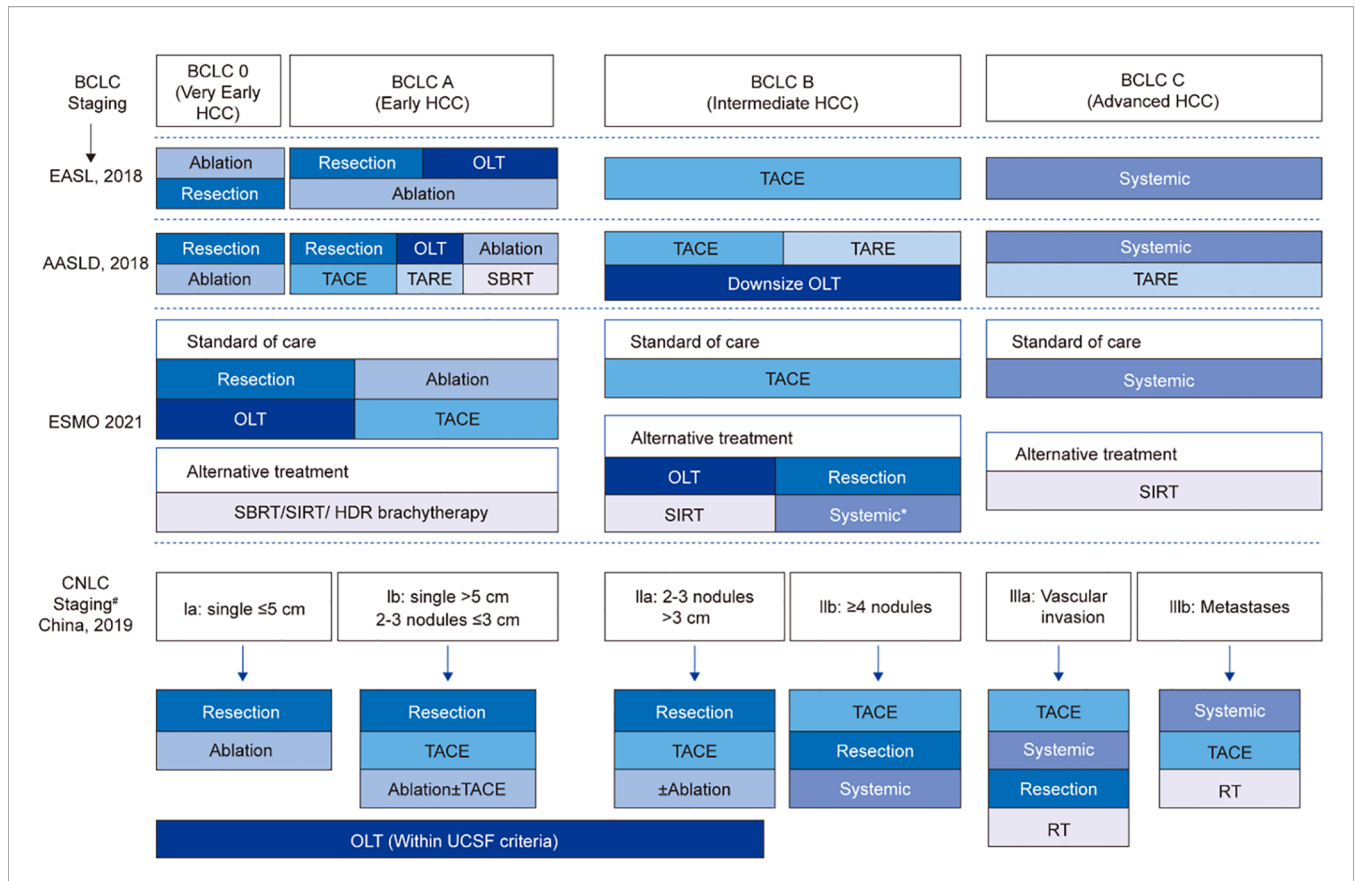 BCLC
Staging
BCLC 0
(Very Early
HCC)
BCLC A
(Early HCC)
BCLC B
(Intermediate HCC)
BCLC C
(Advanced HCC)
EASL, 2018
Ablation
Resection
Resection
OLT
Ablation
TACE
Systemic
AASLD, 2018
Resection
Ablation
Resection
OLT
Ablation
TACE
TARE
SBRT
TACE
TARE
Downsize OLT
Systemic
TARE
ESMO 2021
Standard of care
Resection
Ablation
OLT
TACE
Alternative treatment
SBRT/SIRT/ HDR brachytherapy
Standard of care
TACE
Alternative treatment
OLT
Resection
SIRT
Systemic*
Standard of care
Systemic
Alternative treatment
SIRT
CNLC
Staging#
China, 2019
Ia: single ≤5 cm
Ib: single >5 cm
2-3 nodules ≤3 cm
IIa: 2-3 nodules
>3 cm
IIb: ≥4 nodules
IIIa: Vascular
invasion
IIIb: Metastases
Resection
Ablation
Resection
TACE
Ablation±TACE
Resection
TACE
±Ablation
TACE
Resection
Systemic
TACE
Systemic
Resection
RT
Systemic
TACE
RT
OLT (Within UCSF criteria)